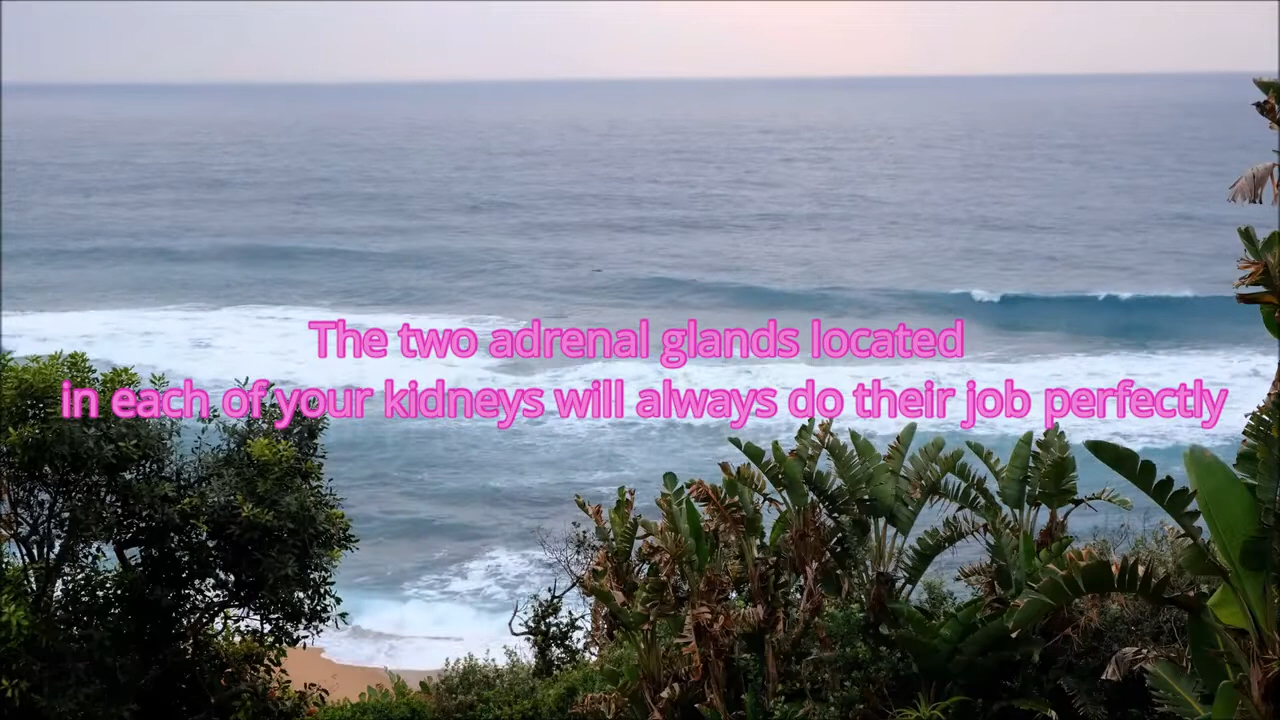 The two adrenal glands located
in each of your kidneys will always do their job perfectly